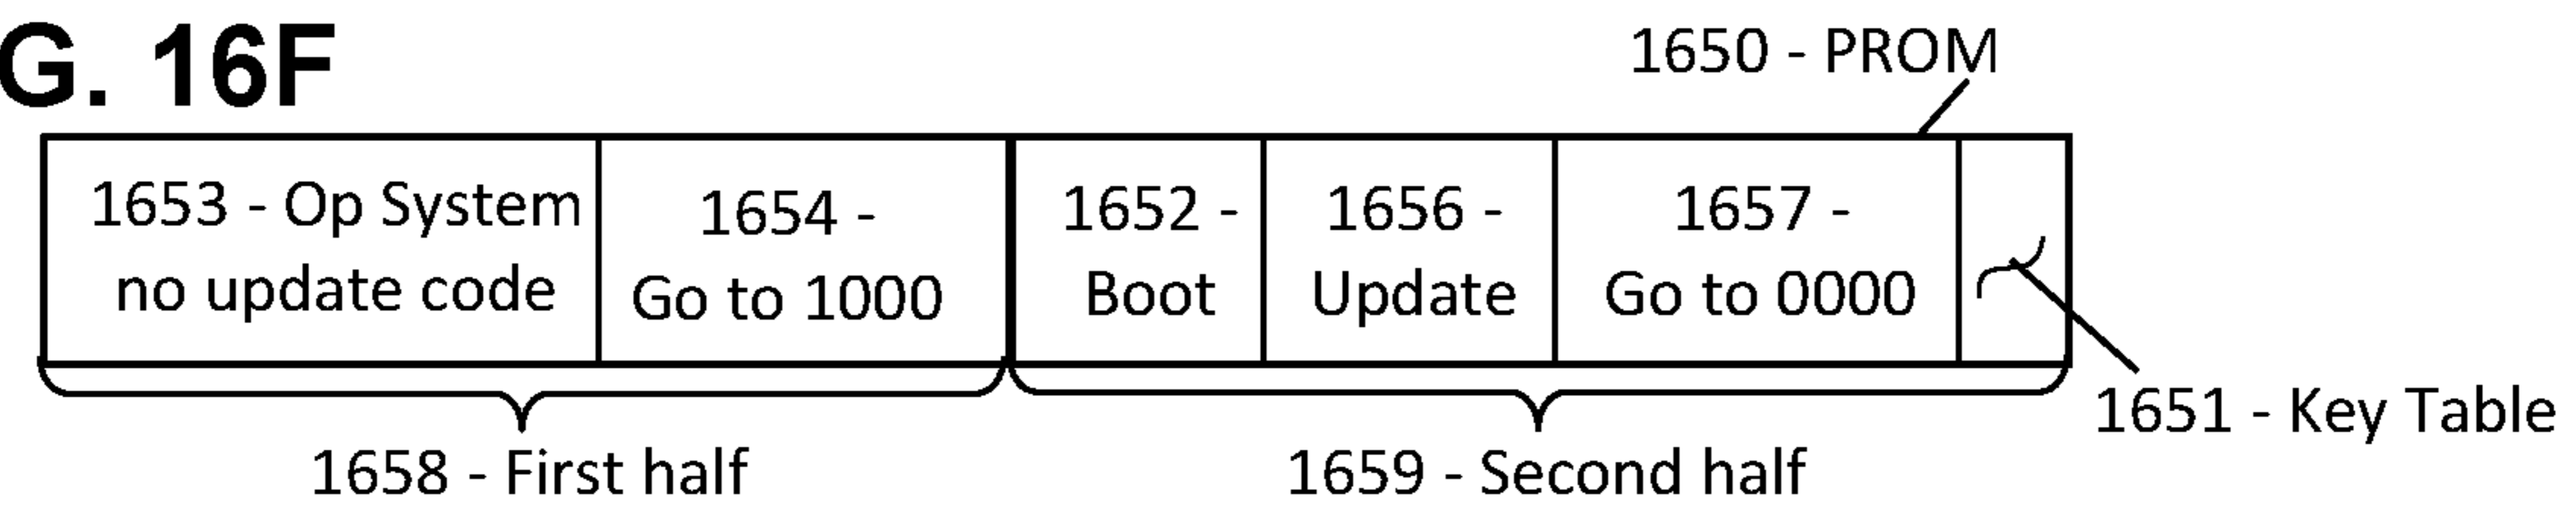 G. 16F
1650 - PROM
1653 - Op System
no update code
1654 -
Go to 1000
1652 -
Boot
1656 -
Update
1657 -
Go to 0000
1651 - Key Table
1658 - First half
1659 - Second half